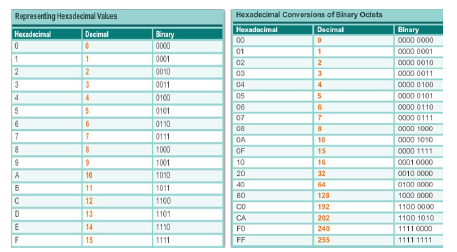 Representing Hexadecimal Values
Hexadecimal Decimal Binary
0 0 0000
1 1 0001
2 2 0010
3 3 0011
4 4 0100
5 5 0101
6 6 0110
7 7 0111
8 8 1000
9 9 1001
A 10 1010
B 11 1011
C 12 1100
D 13 1101
E 14 1110
F 15 1111
Hexadecimal Conversions of Binary Octets
Hexadecimal Decimal Binary
00 0 0000 0000
01 1 0000 0001
02 2 0000 0010
03 3 0000 0011
04 4 0000 0100
05 5 0000 0101
06 6 0000 0110
07 7 0000 0111
08 8 0000 1000
0A 10 0000 1010
0F 15 0000 1111
10 16 0001 0000
20 32 0010 0000
40 64 0100 0000
80 128 1000 0000
C0 192 1100 0000
CA 202 1100 1010
F0 240 1111 0000
FF 255 1111 1111